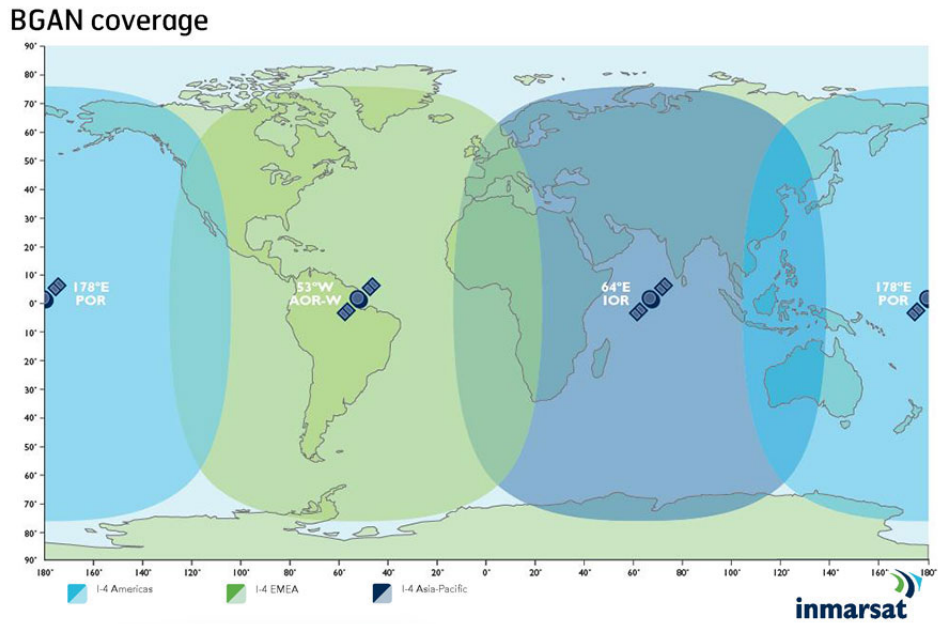 BGAN coverage
90°
80°
70°
60°
50°
40°
30°
20°
10°
0°
10°
20°
30°
40°
50°
60°
70°
80°
90°
178°E
POR
53°W
AOR-W
64°E
IOR
178°E
POR
180° 160° 140° 120° 100° 80° 60° 40° 20° 0° 20° 40° 60° 80° 100° 120° 140° 160° 180°
I-4 Americas I-4 EMEA I-4 Asia-Pacific
inmarsat